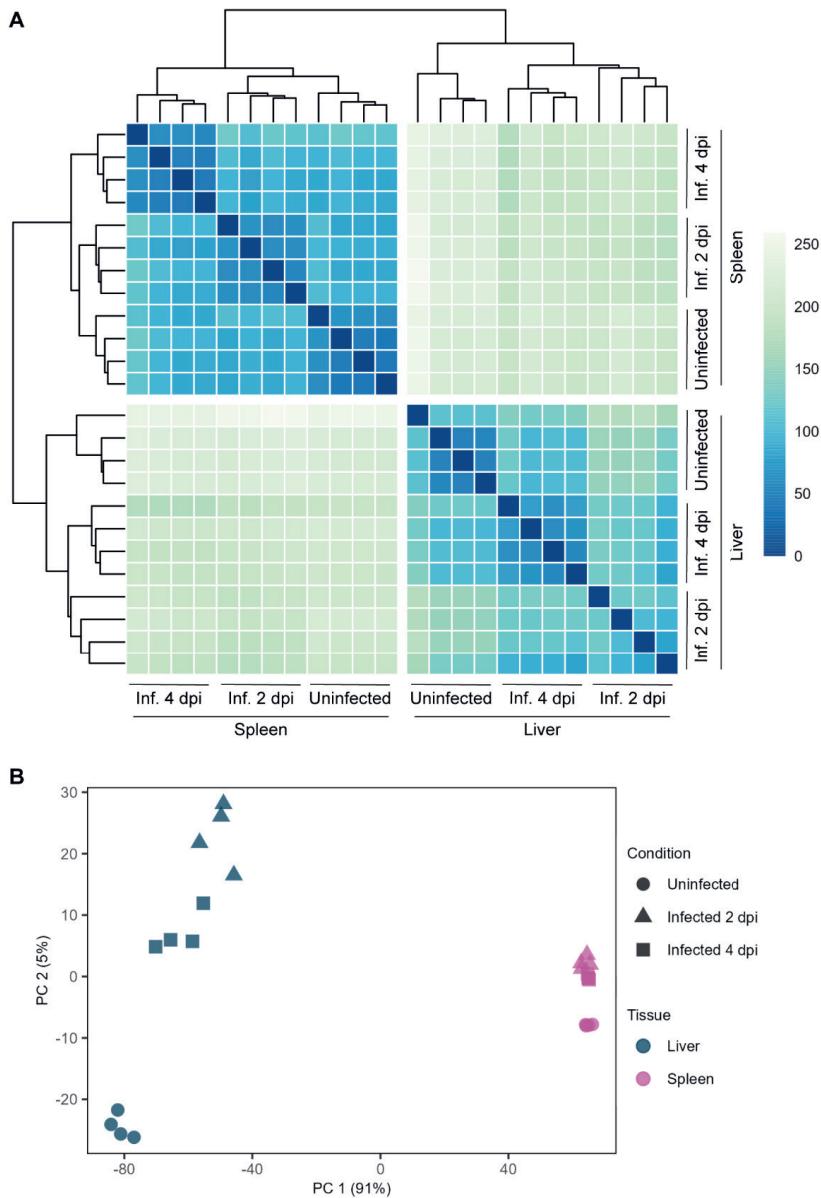 A
Inf. 4 dpi
Inf. 2 dpi
Uninfected
Spleen
Uninfected
Inf. 4 dpi
Inf. 2 dpi
Liver
250
200
150
100
50
0
Inf. 4 dpi Inf. 2 dpi Uninfected Uninfected Inf. 4 dpi Inf. 2 dpi
Spleen Liver
B
30
20
10
0
-10
-20
PC 2 (5%)
-80 -40 0 40
PC 1 (91%)
Condition
Uninfected
Infected 2 dpi
Infected 4 dpi
Tissue
Liver
Spleen